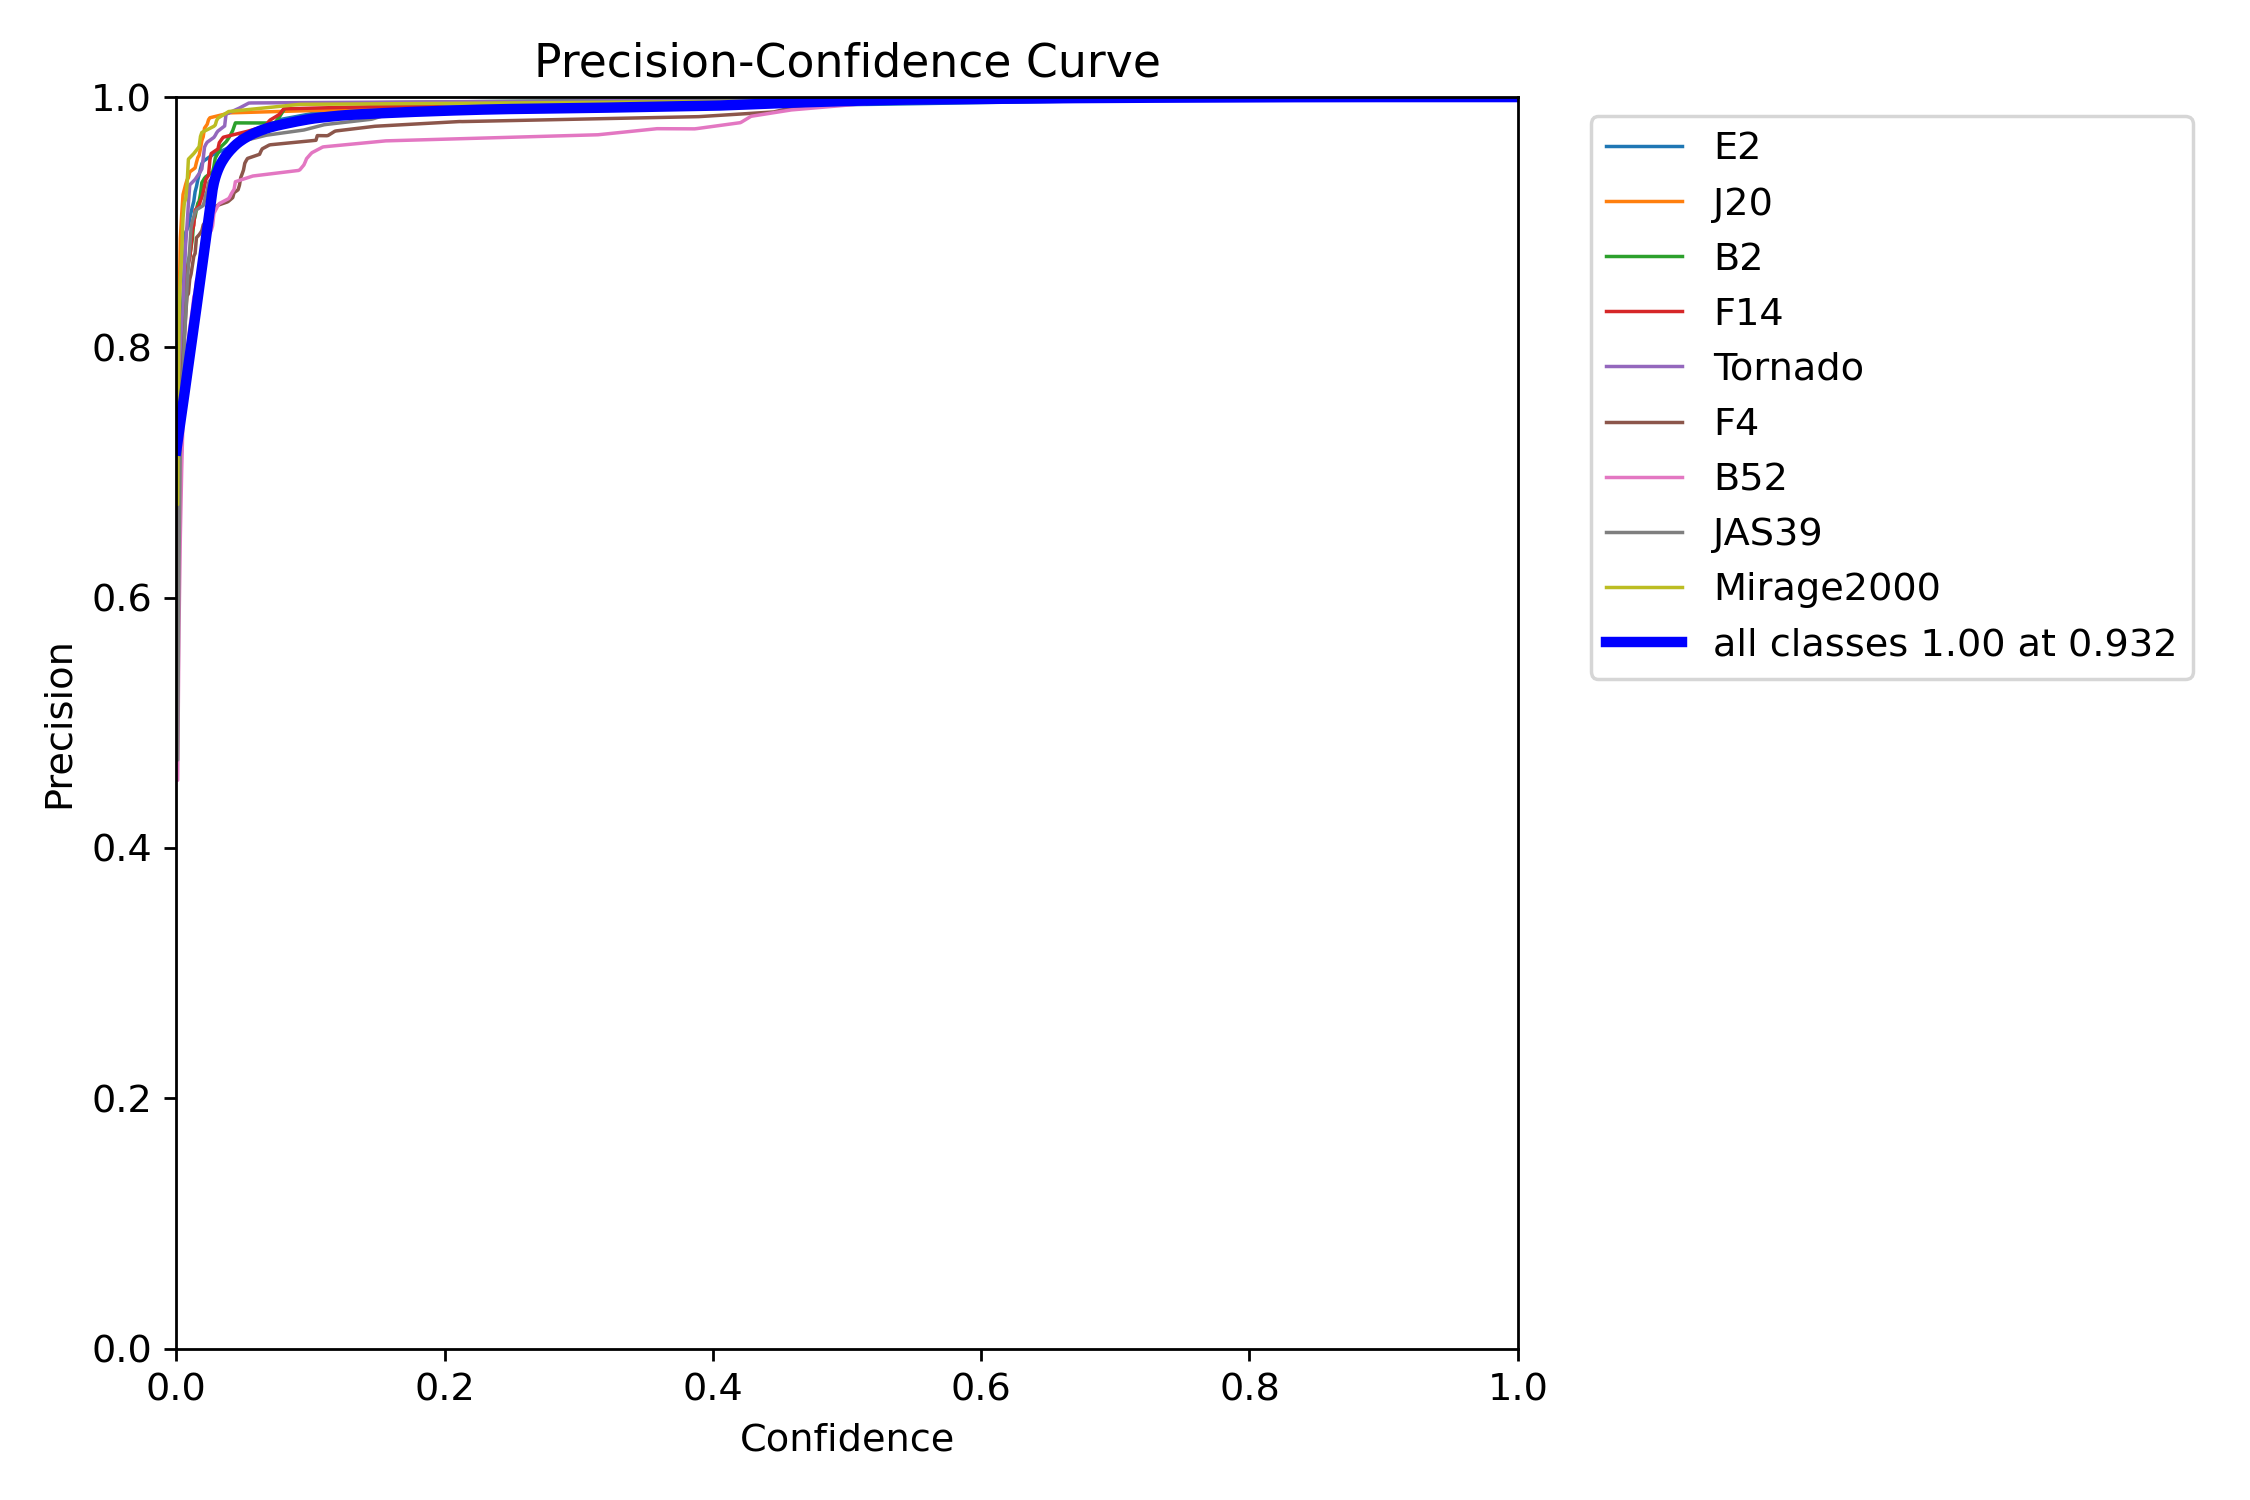 Precision-Confidence Curve
1.0
0.8
0.6
0.4
0.2
0.0
Precision
0.0 0.2 0.4 0.6 0.8 1.0
Confidence
E2
J20
B2
F14
Tornado
F4
B52
JAS39
Mirage2000
all classes 1.00 at 0.932